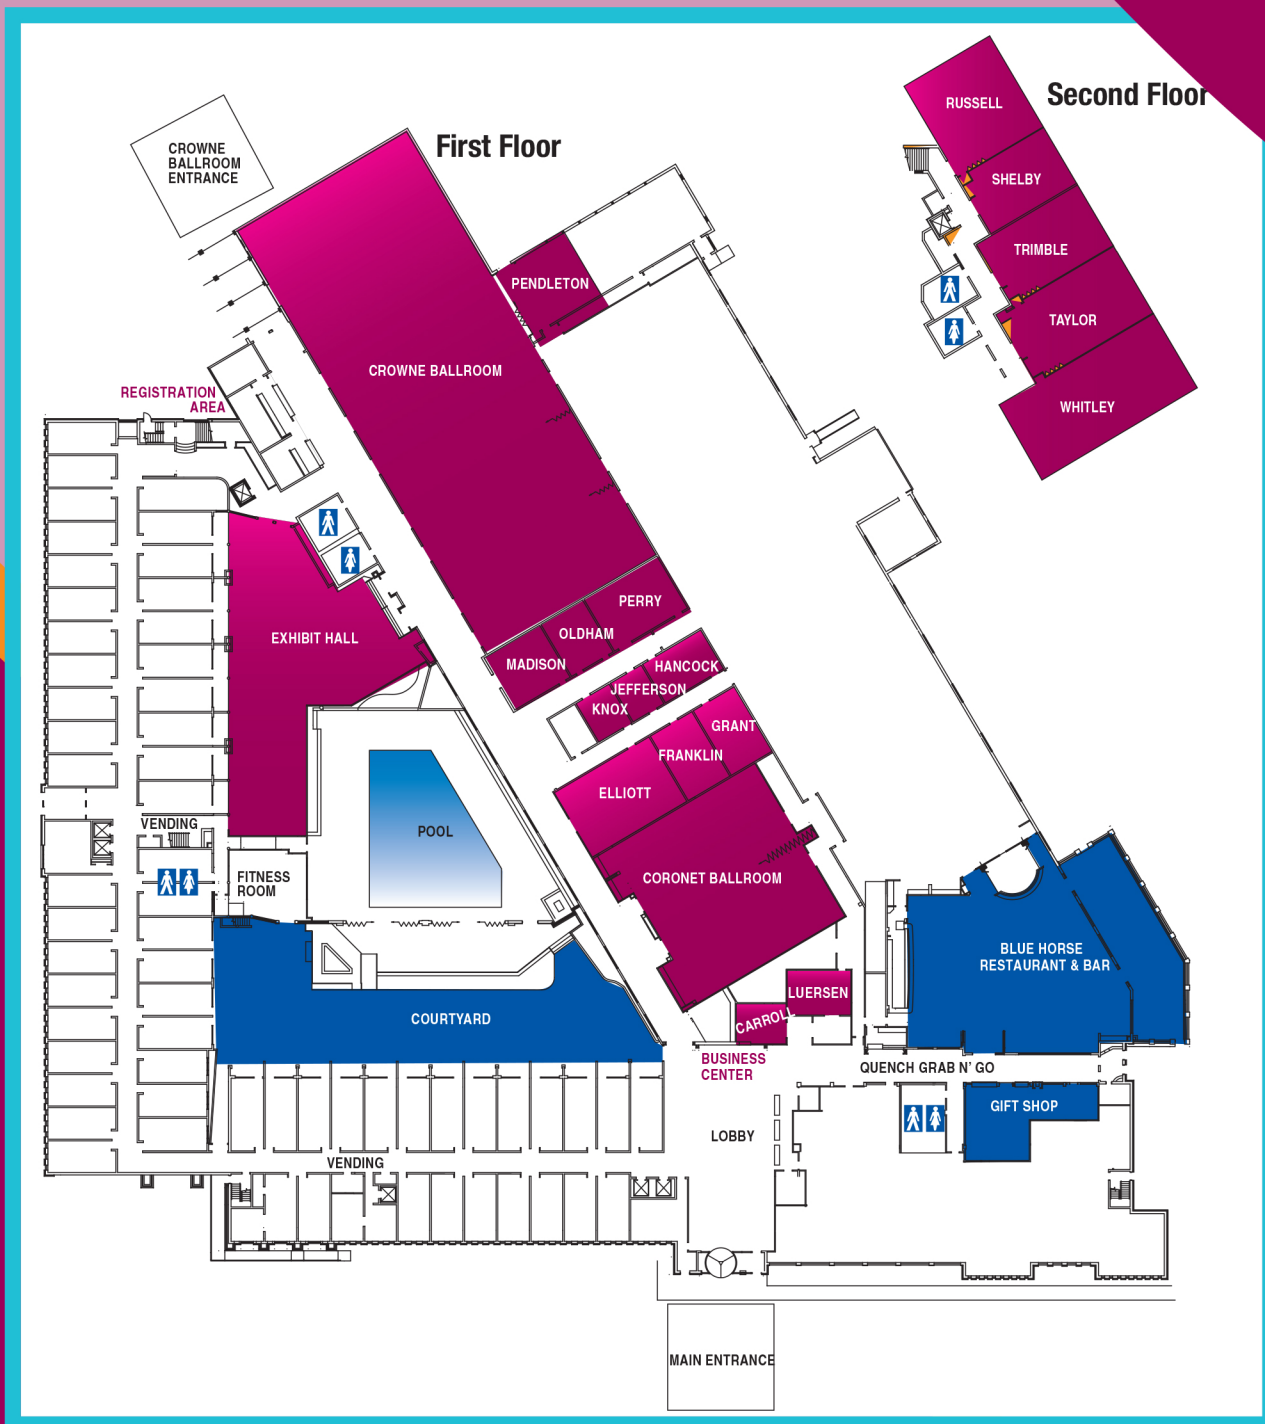 Second Floor
RUSSELL
SHELBY
TRIMBLE
TAYLOR
WHITLEY
First Floor
CROWNE
BALLROOM
ENTRANCE
PENDLETON
CROWNE BALLROOM
REGISTRATION
AREA
EXHIBIT HALL
PERRY
OLDHAM
MADISON
HANCOCK
JEFFERSON
KNOX
GRANT
FRANKLIN
ELLIOTT
CORONET BALLROOM
POOL
VENDING
FITNESS
ROOM
COURTYARD
BLUE HORSE
RESTAURANT & BAR
LUERSEN
CARROLL
BUSINESS
CENTER
QUENCH GRAB N' GO
GIFT SHOP
LOBBY
VENDING
MAIN ENTRANCE